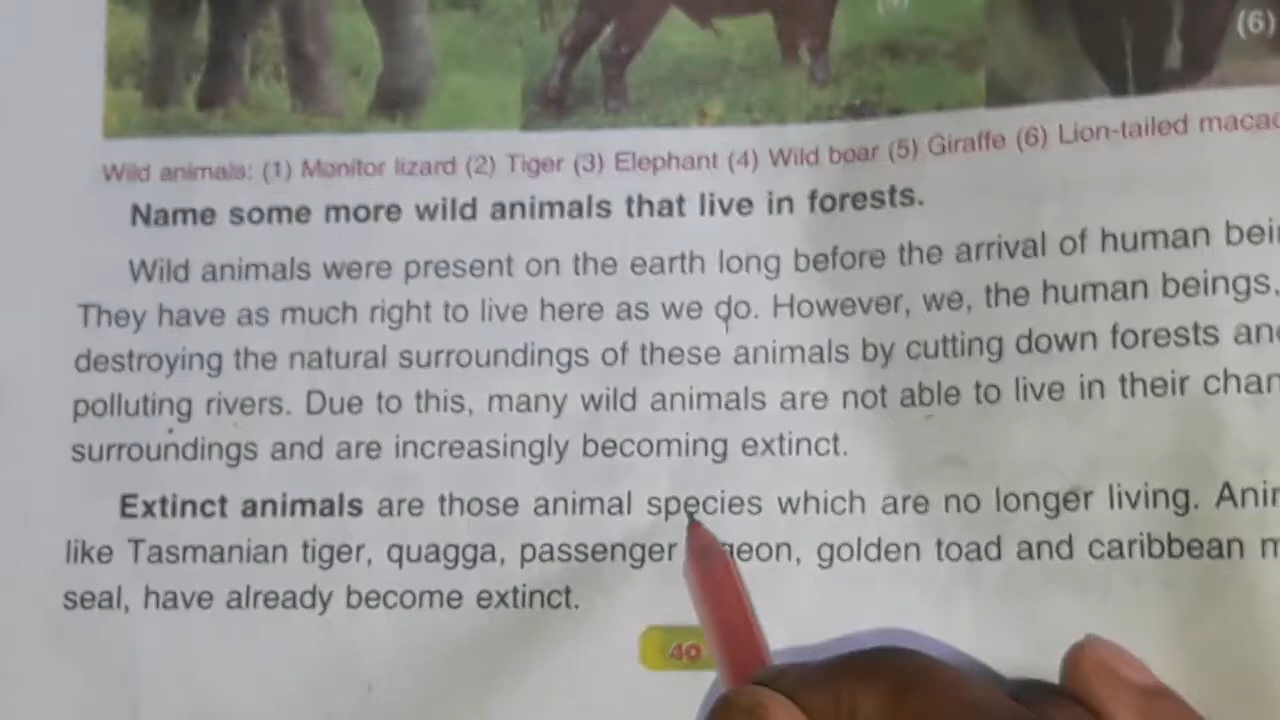 (6)
Wild animals: (1) Monitor lizard (2) Tiger (3) Elephant (4) Wild boar (5) Giraffe (6) Lion-tailed
Name some more wild animals that live in forests.
Wild animals were present on the earth long before the arrival of human
They have as much right to live here as we do. However, we, the human beings,
destroying the natural surroundings of these animals by cutting down forests
polluting rivers. Due to this, many wild animals are not able to live in their
surroundings and are increasingly becoming extinct.
Extinct animals are those animal species which are no longer living.
like Tasmanian tiger, quagga, passenger golden toad and caribbean
seal, have already become extinct.
40